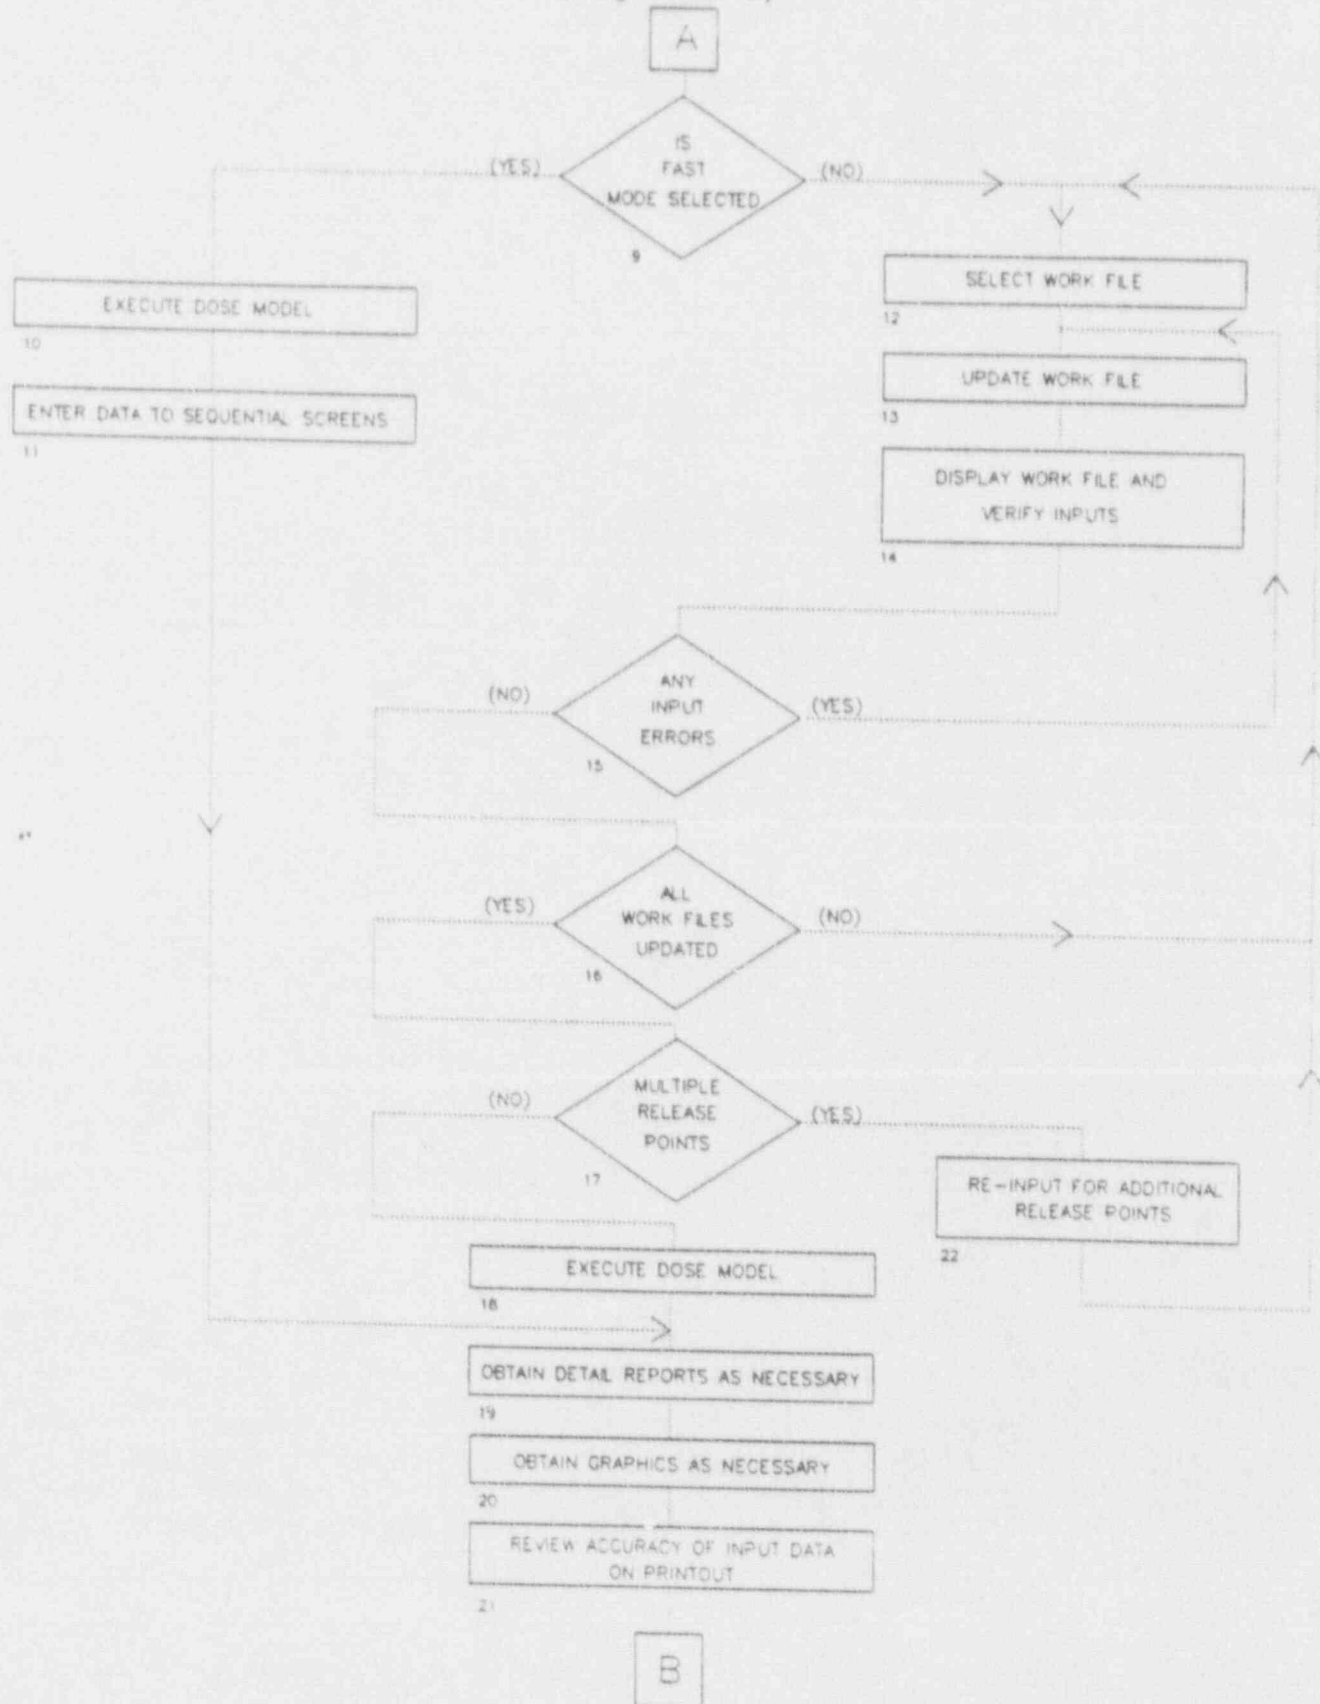 A
IS
FAST
MODE SELECTED
(YES)
(NO)
9
EXECUTE DOSE MODEL
10
ENTER DATA TO SEQUENTIAL SCREENS
11
SELECT WORK FILE
12
UPDATE WORK FILE
13
DISPLAY WORK FILE AND
VERIFY INPUTS
14
ANY
INPUT
ERRORS
(NO)
(YES)
15
ALL
WORK FILES
UPDATED
(YES)
(NO)
16
MULTIPLE
RELEASE
POINTS
(NO)
(YES)
17
RE-INPUT FOR ADDITIONAL
RELEASE POINTS
22
EXECUTE DOSE MODEL
18
OBTAIN DETAIL REPORTS AS NECESSARY
19
OBTAIN GRAPHICS AS NECESSARY
20
REVIEW ACCURACY OF INPUT DATA
ON PRINTOUT
21
B